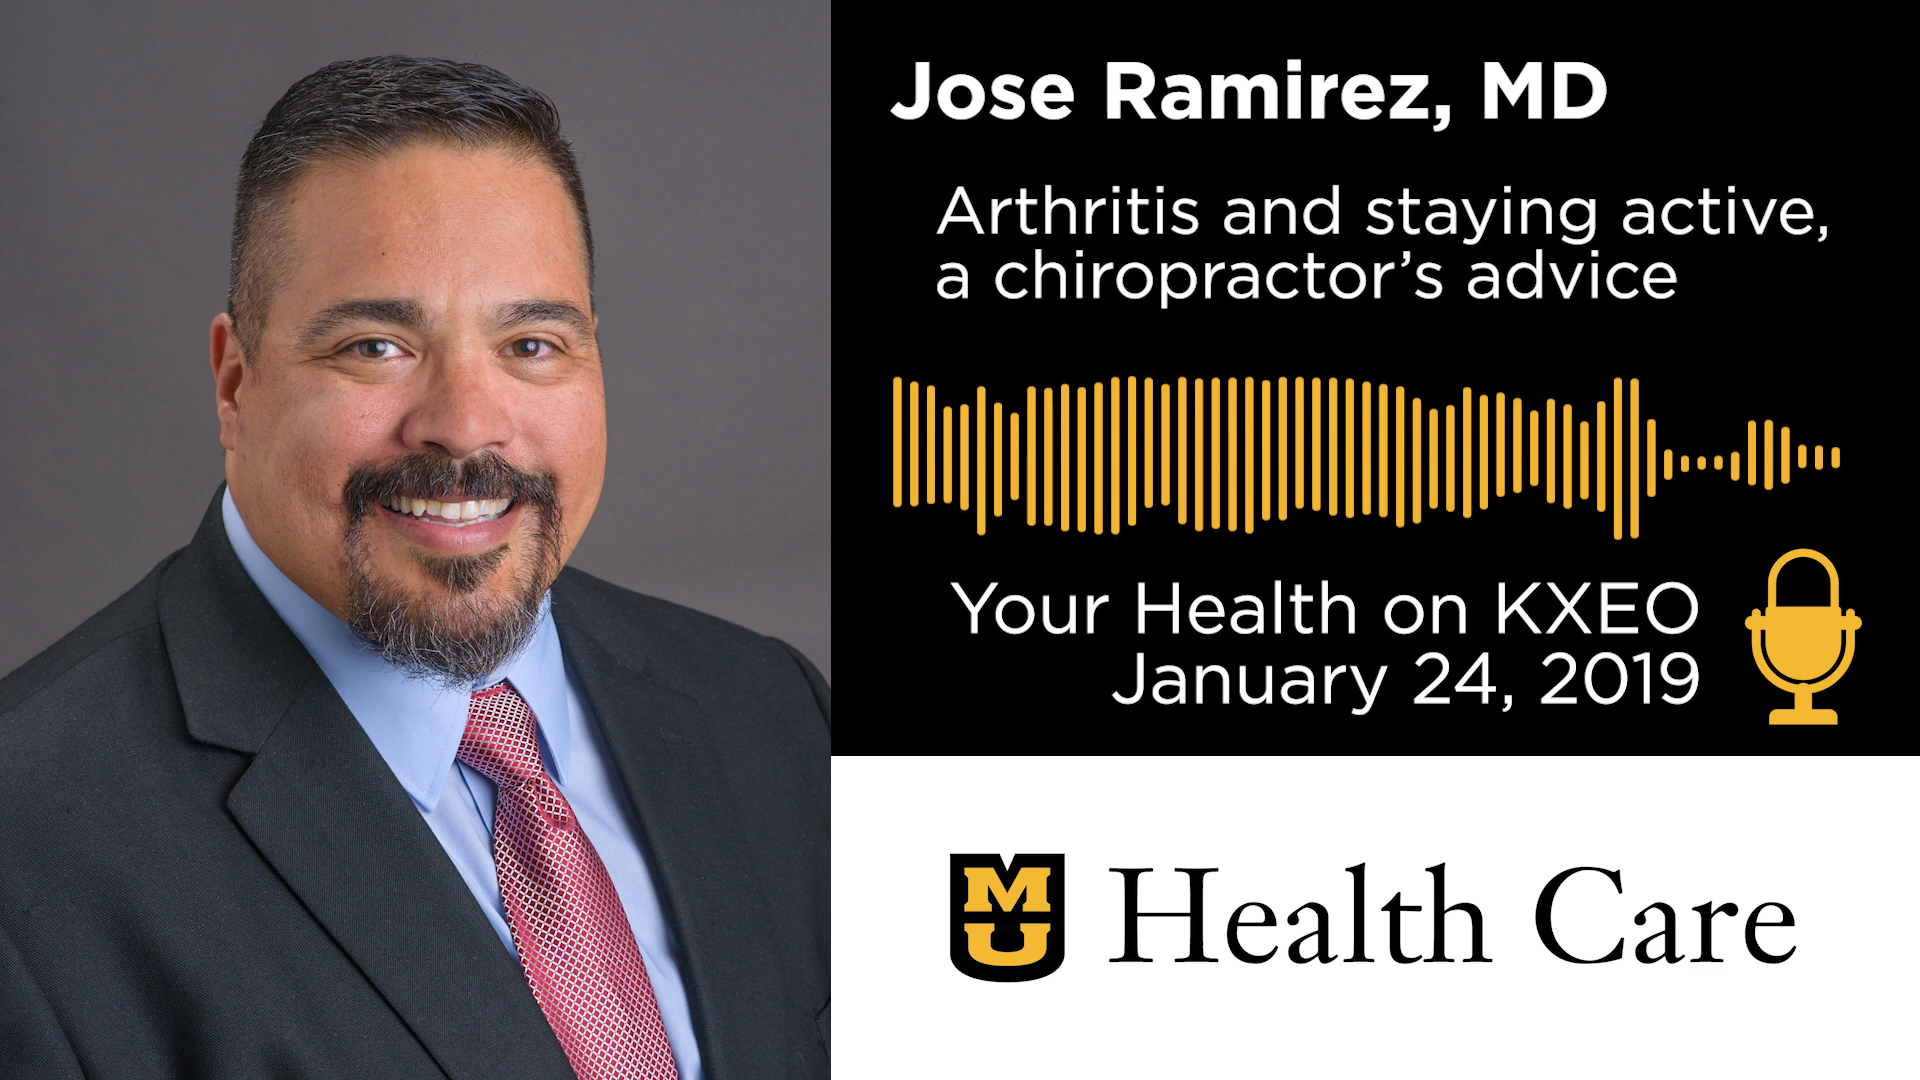 Jose Ramirez, MD
Arthritis and staying active,
a chiropractor’s advice
Your Health on KXEO
January 24, 2019
MU Health Care